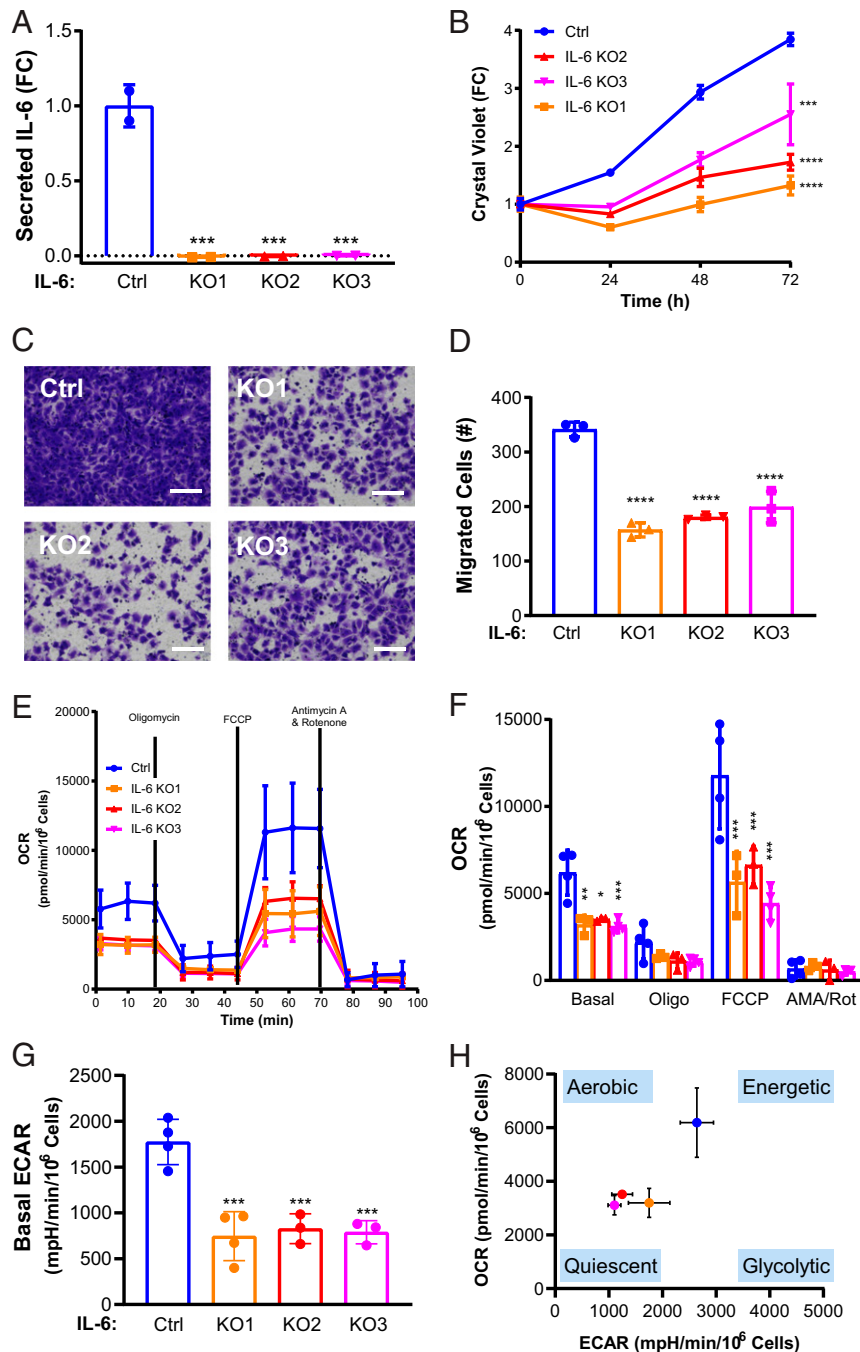 A
Secreted IL-6 (FC)
1.5
1.0
0.5
0.0
***
***
***
IL-6:
Ctrl
KO1
KO2
KO3
B
Crystal Violet (FC)
4
3
2
1
0
0
24
48
72
Time (h)
Ctrl
IL-6 KO2
IL-6 KO3
IL-6 KO1
***
****
****
C
Ctrl
KO1
KO2
KO3
D
Migrated Cells (#)
400
300
200
100
0
****
****
****
IL-6:
Ctrl
KO1
KO2
KO3
E
OCR
(pmol/min/10⁶ Cells)
20000
15000
10000
5000
0
Oligomycin
FCCP
Antimycin A
& Rotenone
Ctrl
IL-6 KO1
IL-6 KO2
IL-6 KO3
0
10
20
30
40
50
60
70
80
90
100
Time (min)
F
OCR
(pmol/min/10⁶ Cells)
15000
10000
5000
0
**
*
***
***
***
***
Basal
Oligo
FCCP
AMA/Rot
G
Basal ECAR
(mpH/min/10⁶ Cells)
2500
2000
1500
1000
500
0
***
***
***
IL-6:
Ctrl
KO1
KO2
KO3
H
OCR (pmol/min/10⁶ Cells)
8000
6000
4000
2000
0
Aerobic
Energetic
Quiescent
Glycolytic
0
1000
2000
3000
4000
5000
ECAR (mpH/min/10⁶ Cells)